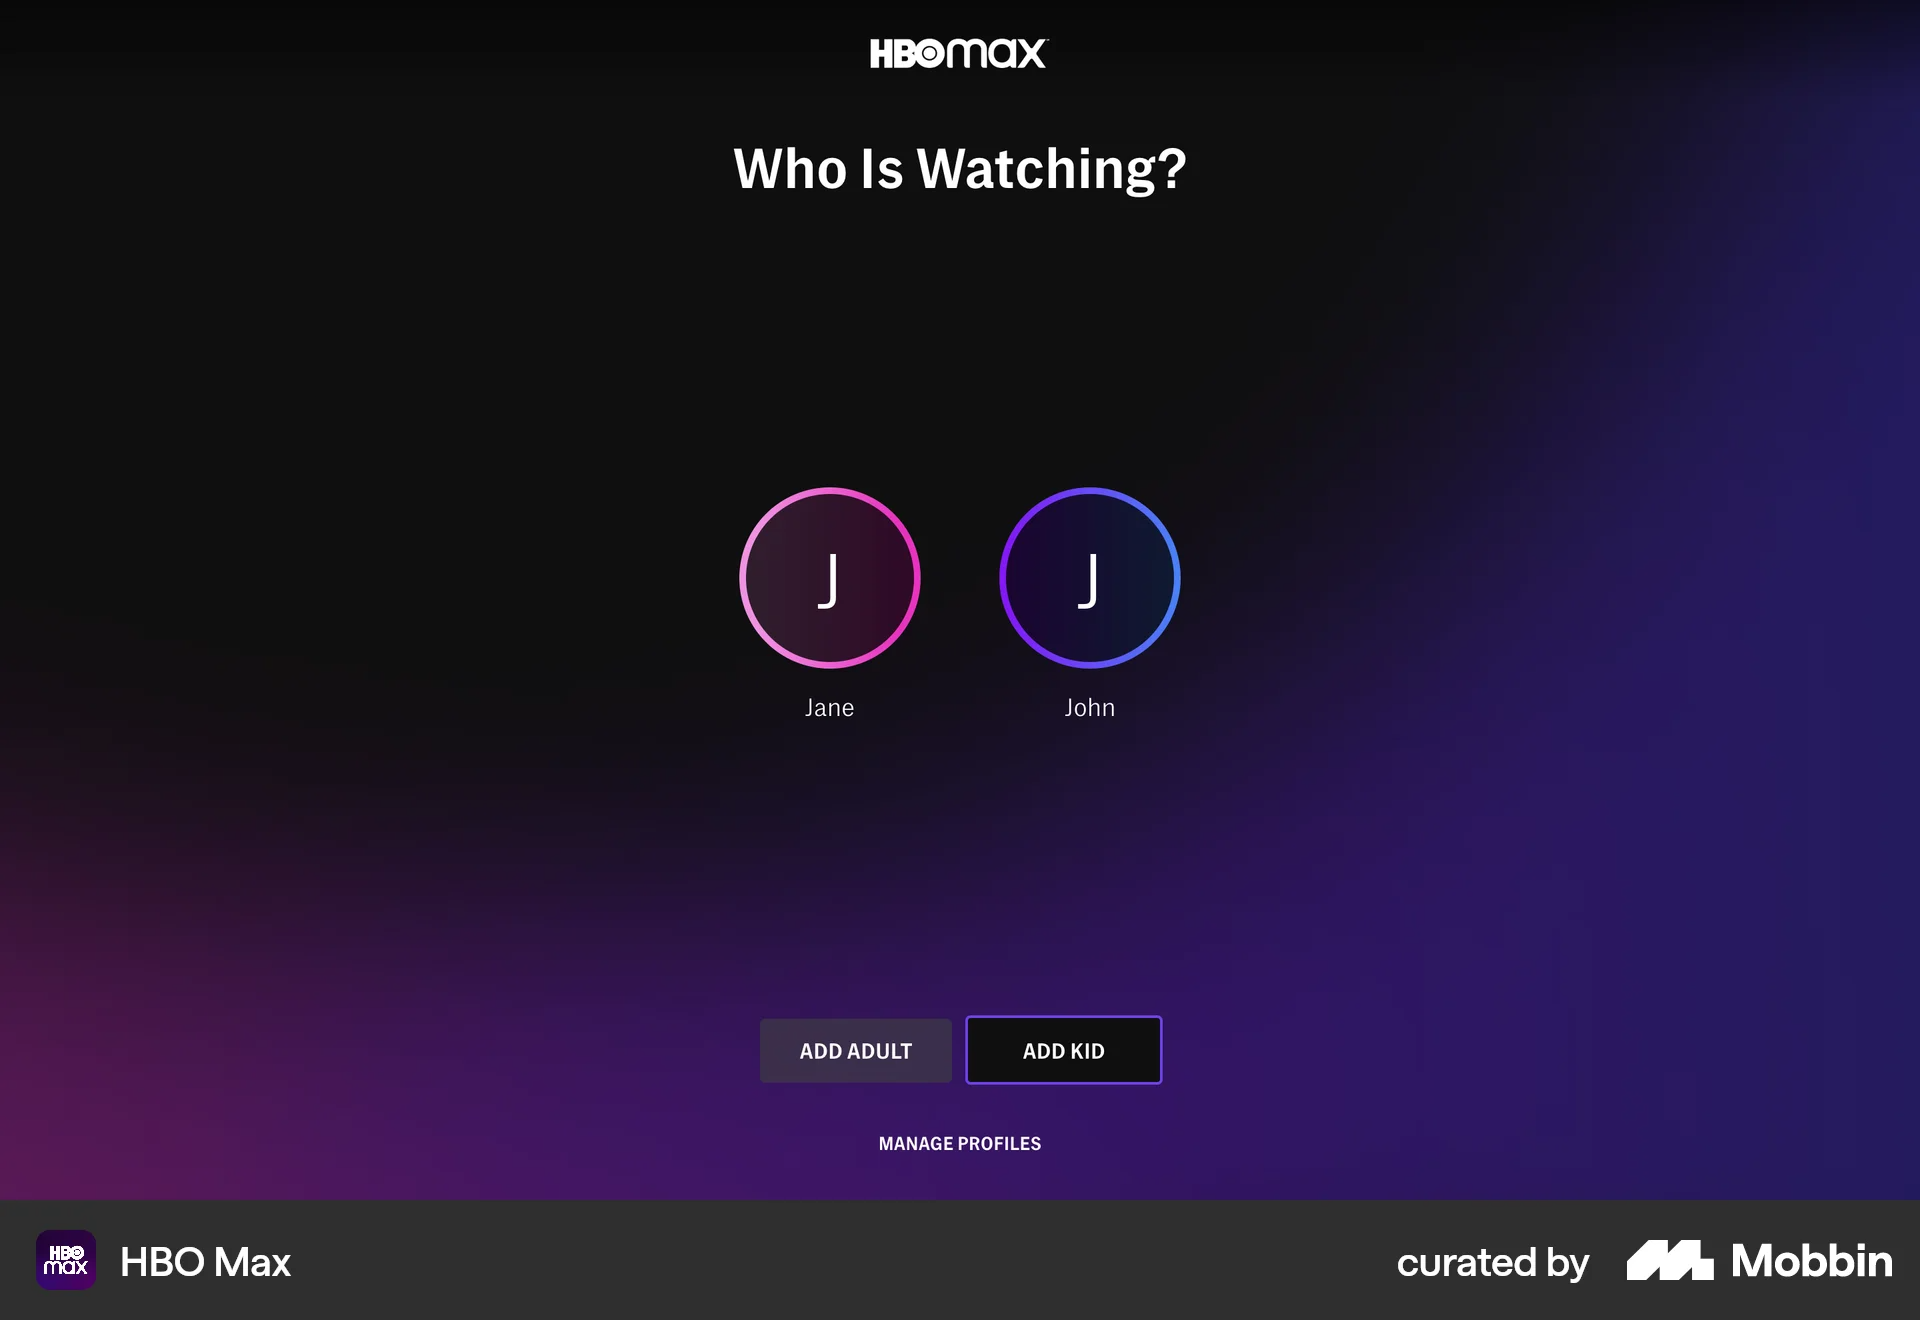 HBOmax
Who Is Watching?
J
J
Jane
John
ADD ADULT
ADD KID
MANAGE PROFILES
HBO
max
HBO Max
curated by
Mobbin